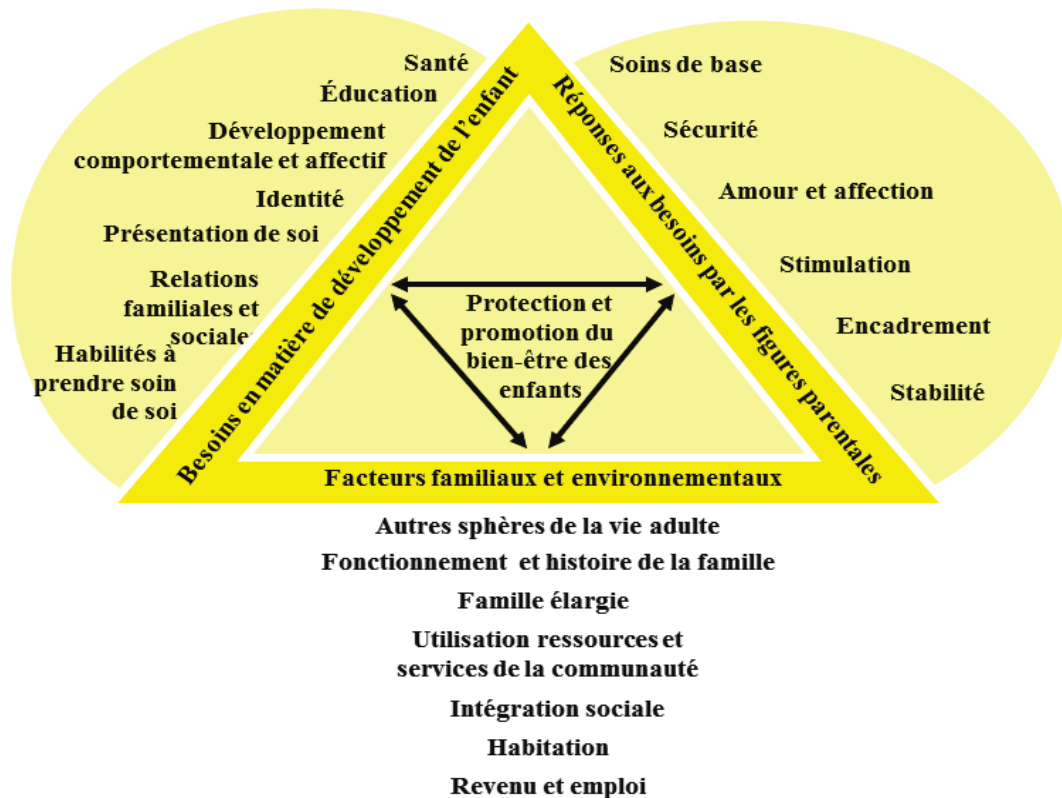 Santé
Éducation
Développement
comportementale et affectif
Identité
Présentation de soi
Relations
familiales et
sociales
Habilités à
prendre soin
de soi
Besoins en matière de développement de l'enfant
Réponses aux besoins par les figures parentales
Soins de base
Sécurité
Amour et affection
Stimulation
Encadrement
Stabilité
Protection et
promotion du
bien-être des
enfants
Facteurs familiaux et environnementaux
Autres sphères de la vie adulte
Fonctionnement et histoire de la famille
Famille élargie
Utilisation ressources et
services de la communauté
Intégration sociale
Habitation
Revenu et emploi